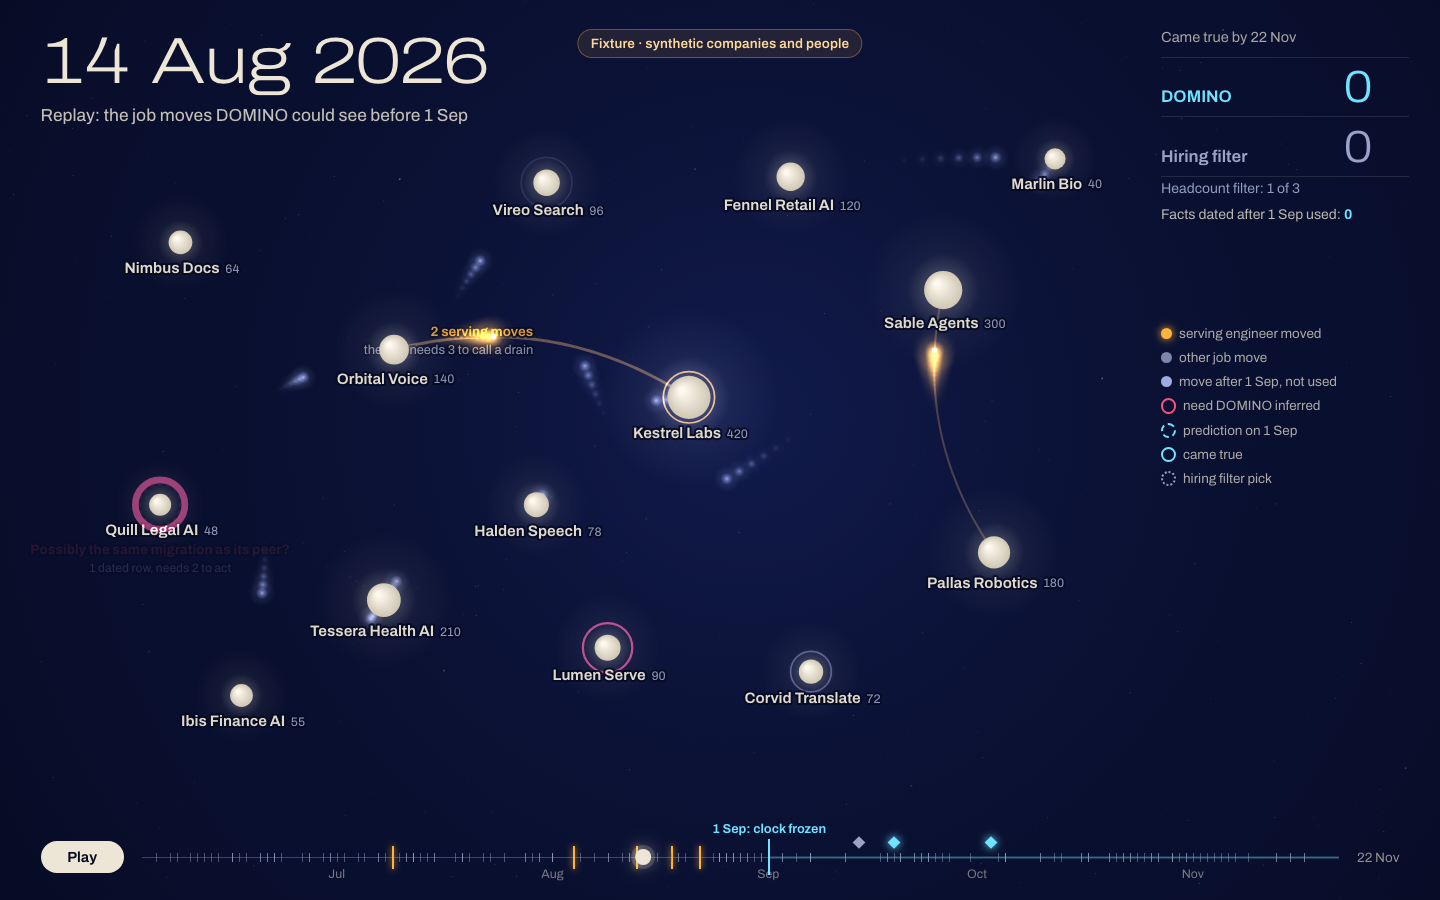 14 Aug 2026
Replay: the job moves DOMINO could see before 1 Sep
Fixture · synthetic companies and people
Came true by 22 Nov
DOMINO 0
Hiring filter 0
Headcount filter: 1 of 3
Facts dated after 1 Sep used: 0
Vireo Search 96
Fennel Retail AI 120
Marlin Bio 40
Nimbus Docs 64
Sable Agents 300
2 serving moves
needs 3 to call a drain
Orbital Voice 140
Kestrel Labs 420
serving engineer moved
other job move
move after 1 Sep, not used
need DOMINO inferred
prediction on 1 Sep
came true
hiring filter pick
Quill Legal AI 48
Possibly the same migration as its peer?
1 dated row, needs 2 to act
Halden Speech 78
Pallas Robotics 180
Tessera Health AI 210
Lumen Serve 90
Corvid Translate 72
Ibis Finance AI 55
1 Sep: clock frozen
Play
22 Nov
Jul Aug Sep Oct Nov